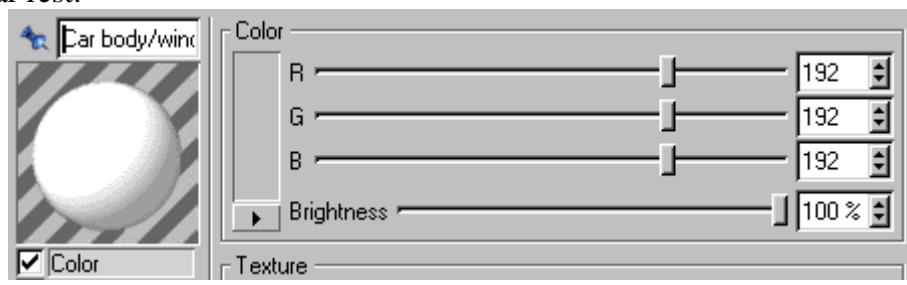 Car body/wind
Color
R 192
G 192
B 192
Brightness 100 %
Color
Texture